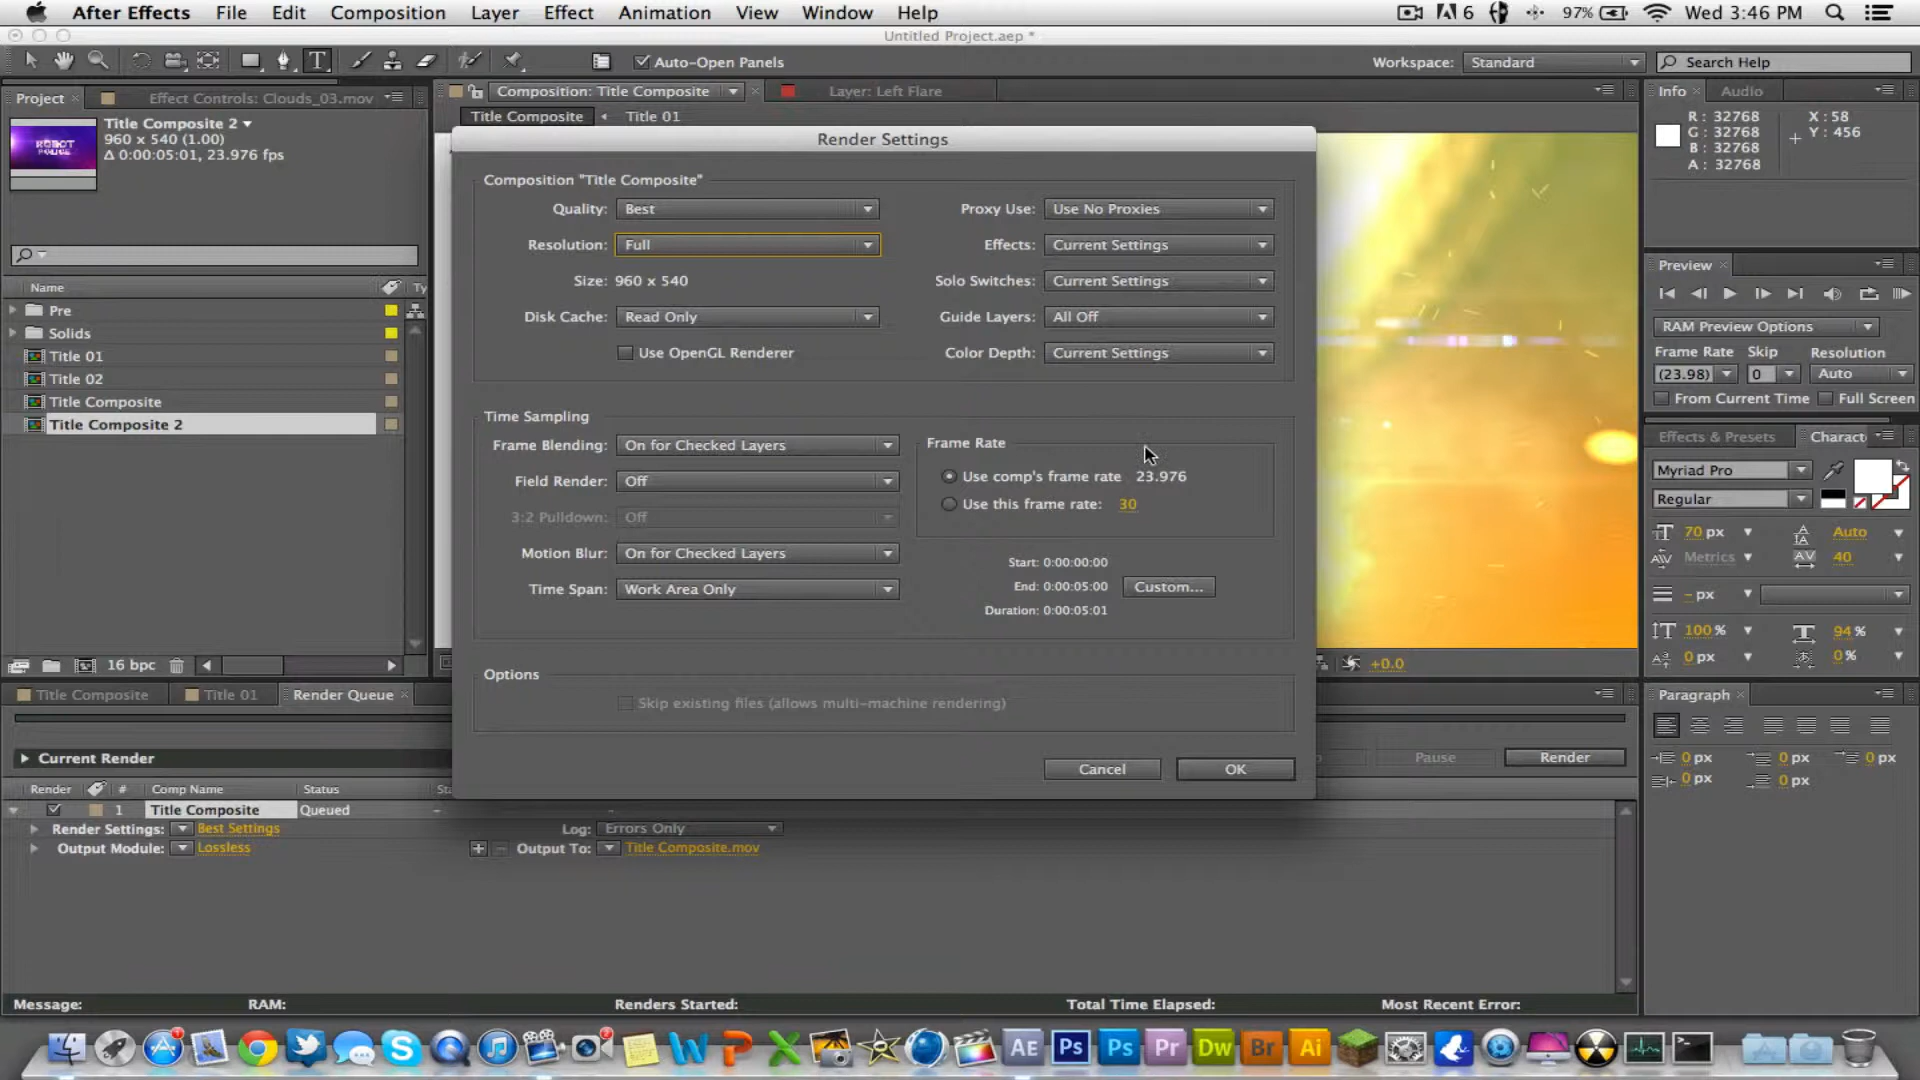 After Effects File Edit Composition Layer Effect Animation View Window Help 6 97% Wed 3:46 PM
Untitled Project.aep *
Auto-Open Panels Workspace: Standard Search Help
Project Effect Controls: Clouds_03.mov Composition: Title Composite Layer: Left Flare Info Audio
Title Composite 2
960 x 540 (1.00)
Δ 0:00:05:01, 23.976 fps
ROBOT
POLICE
Title Composite Title 01
R: 32768
G: 32768
B: 32768
A: 32768
X: 58
Y: 456
Name Ty
Pre
Solids
Title 01
Title 02
Title Composite
Title Composite 2
16 bpc
Render Settings
Composition "Title Composite"
Quality: Best
Resolution: Full
Size: 960 x 540
Disk Cache: Read Only
Use OpenGL Renderer
Proxy Use: Use No Proxies
Effects: Current Settings
Solo Switches: Current Settings
Guide Layers: All Off
Color Depth: Current Settings
Time Sampling
Frame Blending: On for Checked Layers
Field Render: Off
3:2 Pulldown: Off
Motion Blur: On for Checked Layers
Time Span: Work Area Only
Frame Rate
Use comp's frame rate 23.976
Use this frame rate: 30
Start: 0:00:00:00
End: 0:00:05:00 Custom...
Duration: 0:00:05:01
Options
Skip existing files (allows multi-machine rendering)
Cancel OK
+0.0
Preview
RAM Preview Options
Frame Rate Skip Resolution
(23.98) 0 Auto
From Current Time Full Screen
Effects & Presets Charact
Myriad Pro
Regular
70 px Auto
Metrics 40
- px
100 % 94 %
0 px 0 %
Title Composite Title 01 Render Queue
Current Render Pause Render
Render # Comp Name Status Sta
1 Title Composite Queued -
Render Settings: Best Settings Log: Errors Only
Output Module: Lossless Output To: Title Composite.mov
Paragraph
0 px 0 px 0 px
0 px 0 px
Message: RAM: Renders Started: Total Time Elapsed: Most Recent Error:
1 2 W P X AE Ps Ps Pr Dw Br Ai